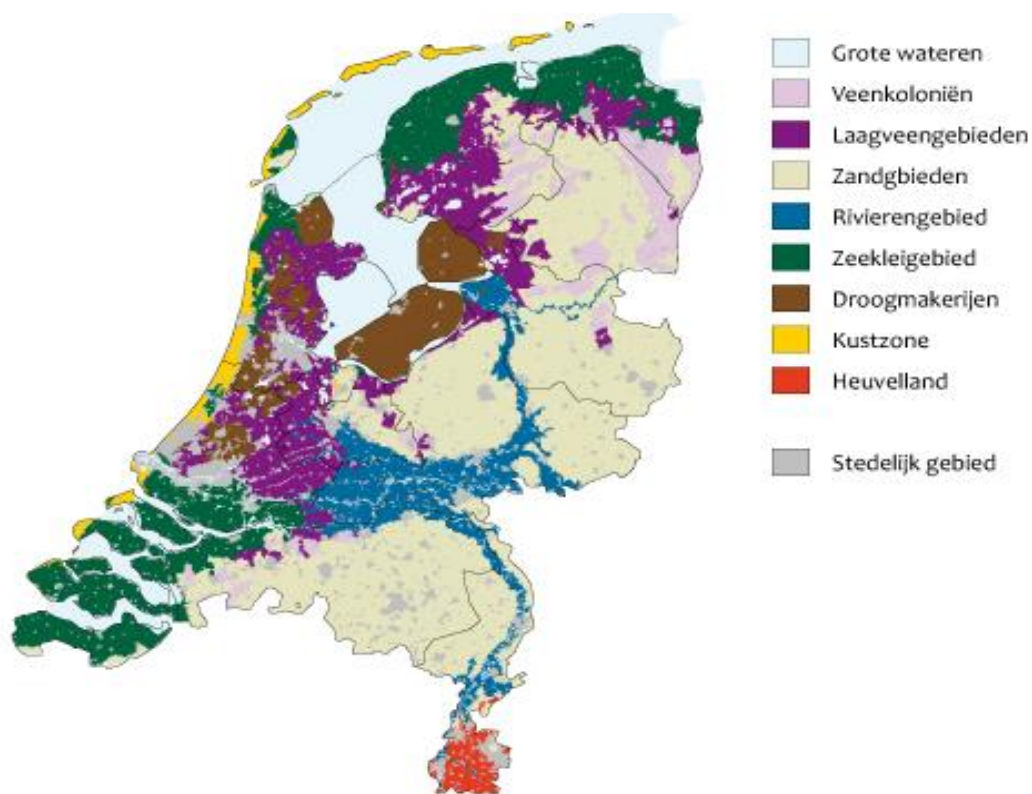 Grote wateren
Veenkoloniën
Laagveengebieden
Zandgbieden
Rivierengebied
Zeekleigebied
Droogmakerijen
Kustzone
Heuvelland
Stedelijk gebied